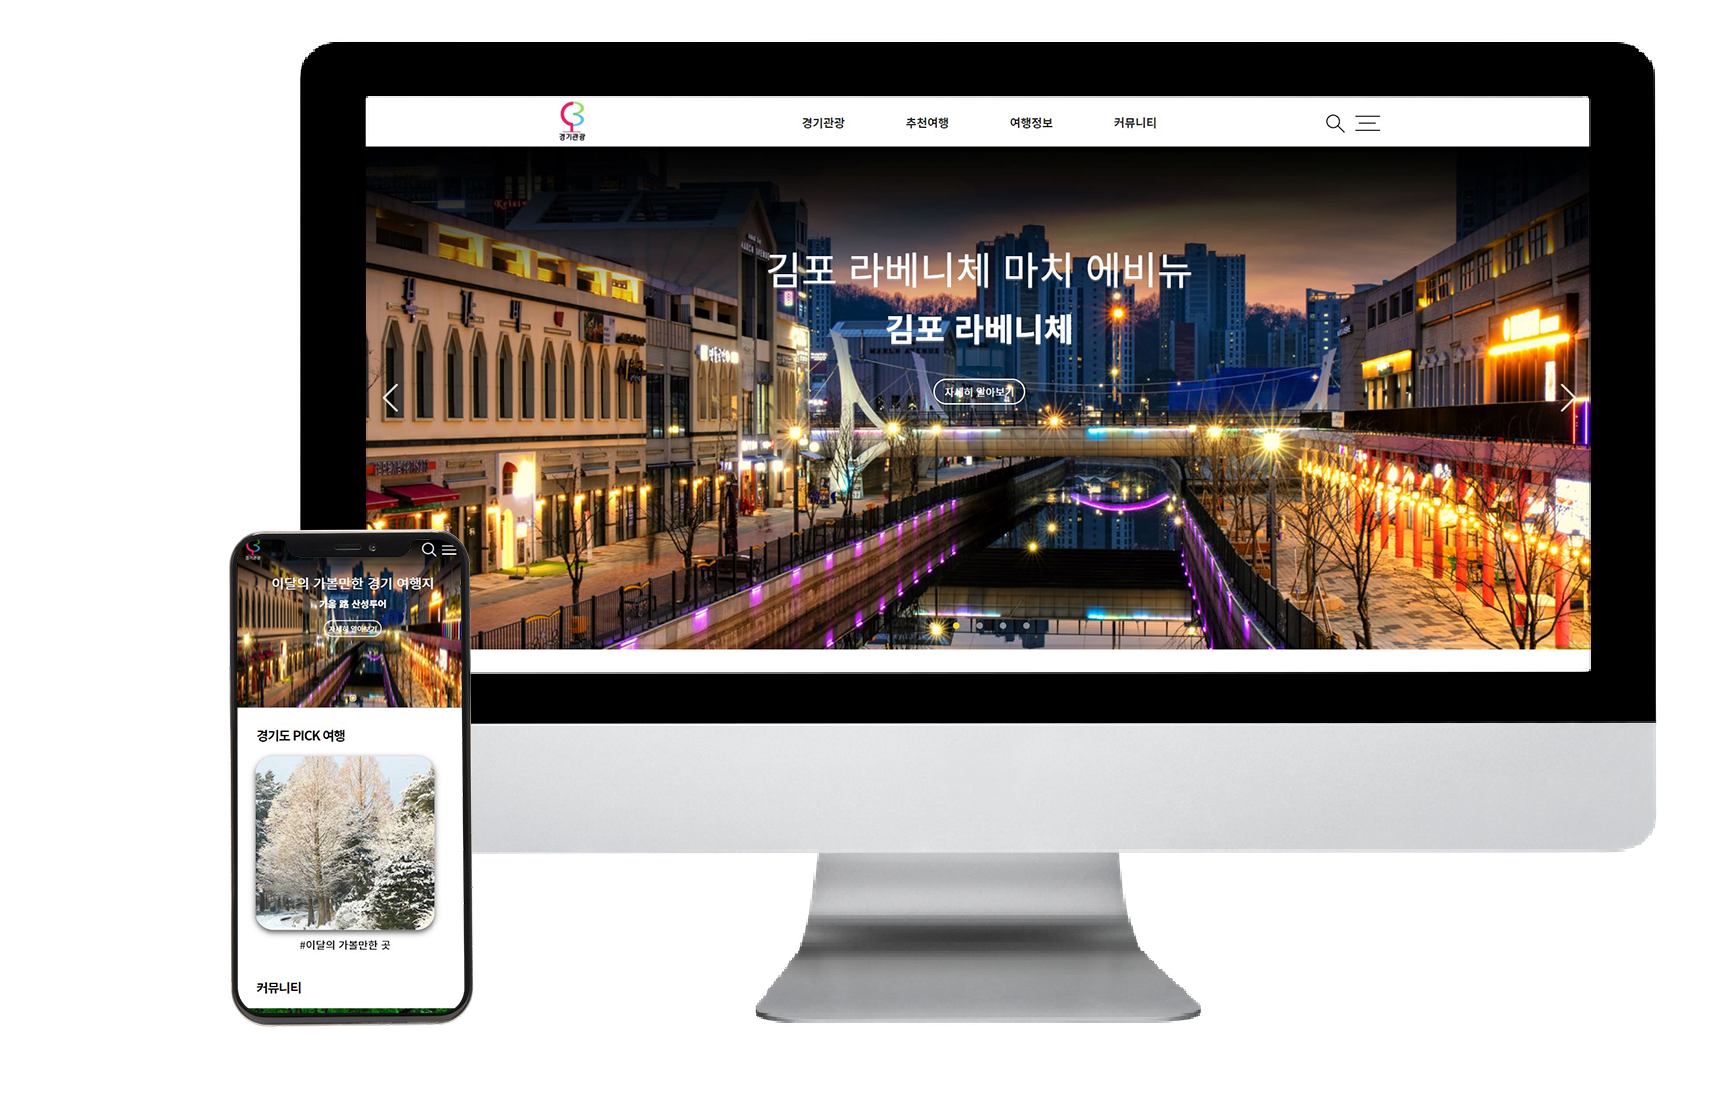 경기관광
경기관광 추천여행 여행정보 커뮤니티
김포 라베니체 마치 에비뉴
김포 라베니체
자세히 알아보기
이달의 가볼만한 경기 여행지
가을 路 산성투어
자세히 알아보기
경기도 PICK 여행
#이달의 가볼만한 곳
커뮤니티